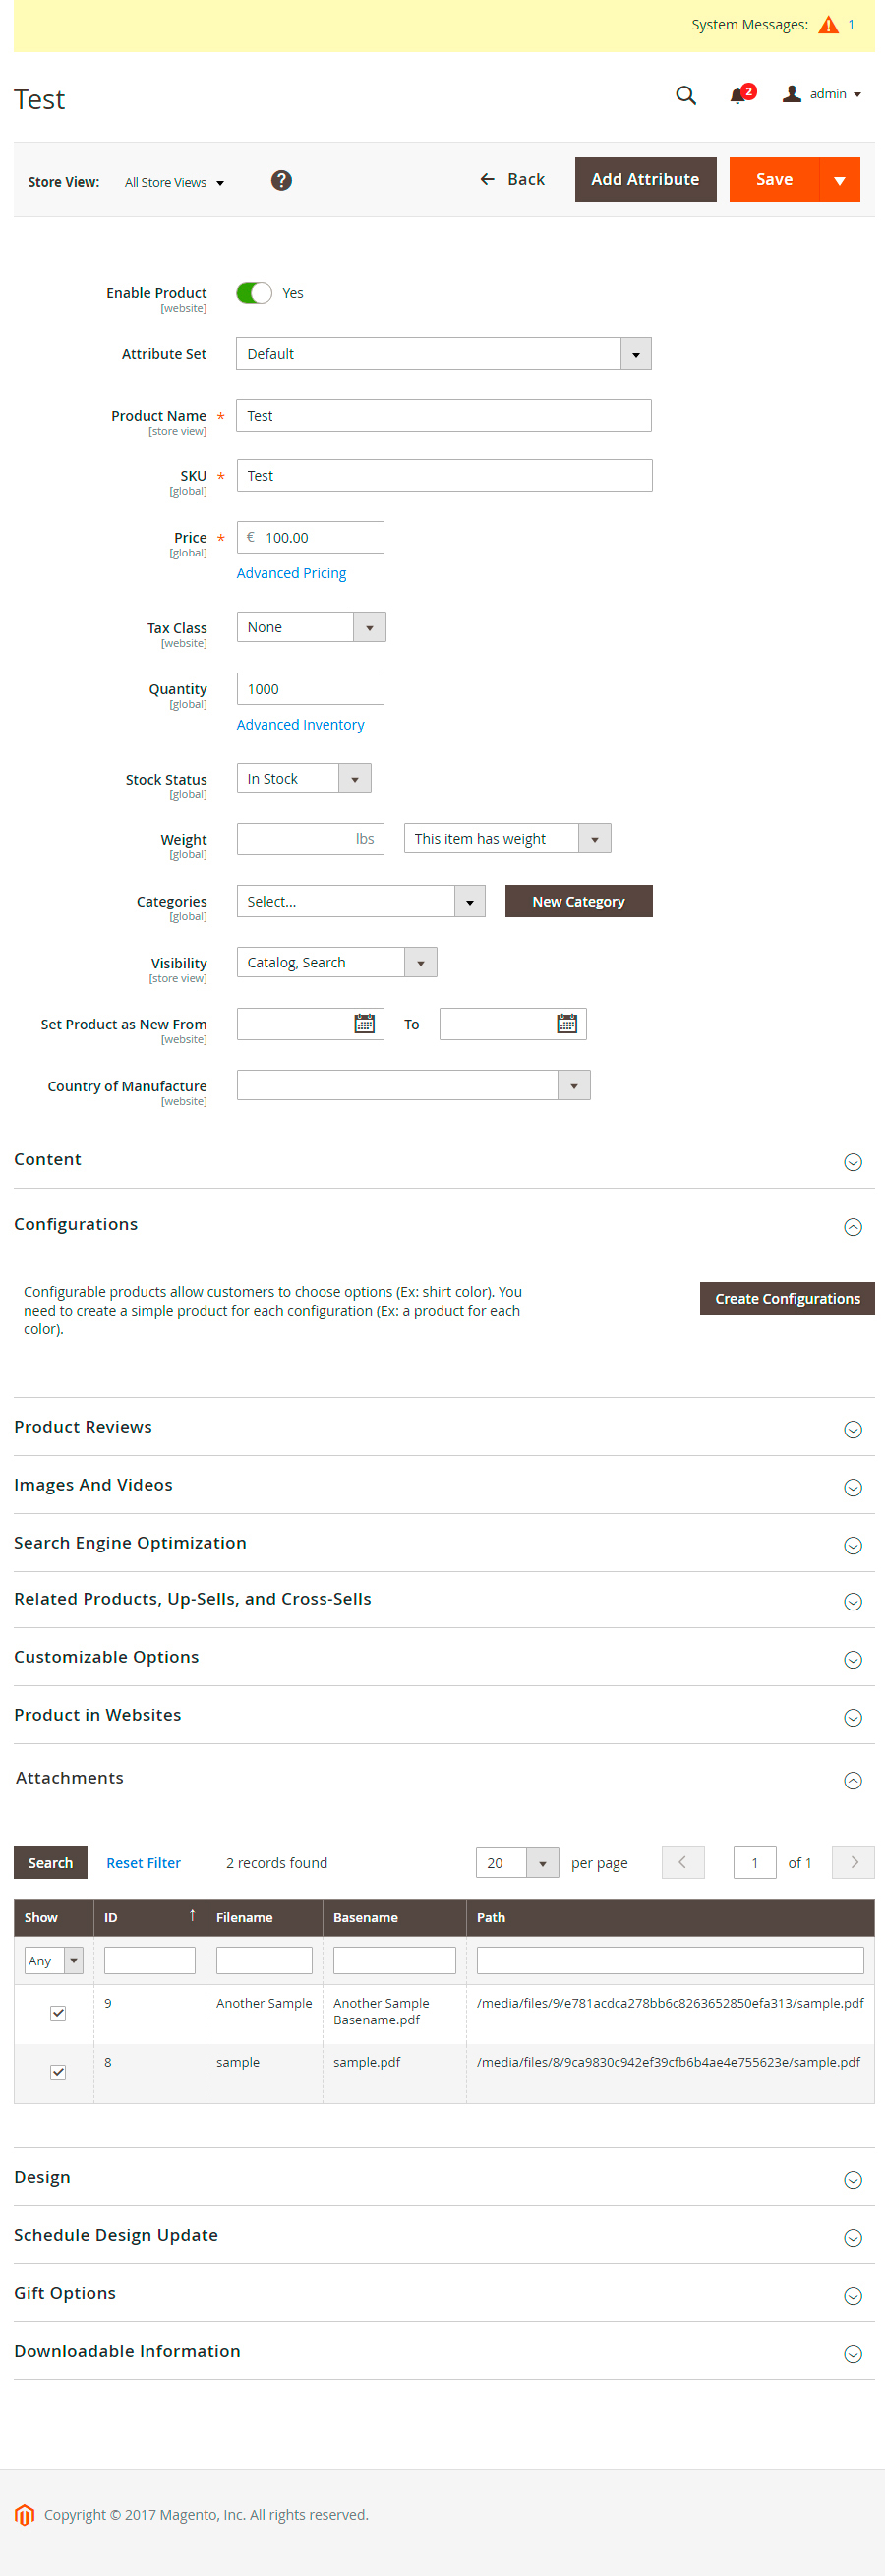 System Messages: 1
Test
2
admin
Store View: All Store Views ? Back Add Attribute Save
Enable Product Yes
[website]
Attribute Set Default
Product Name * Test
[store view]
SKU * Test
[global]
Price * € 100.00
[global]
Advanced Pricing
Tax Class None
[website]
Quantity 1000
[global]
Advanced Inventory
Stock Status In Stock
[global]
Weight lbs This item has weight
[global]
Categories Select... New Category
[global]
Visibility Catalog, Search
[store view]
Set Product as New From To
[website]
Country of Manufacture
[website]
Content
Configurations
Configurable products allow customers to choose options (Ex: shirt color). You
need to create a simple product for each configuration (Ex: a product for each
color).
Create Configurations
Product Reviews
Images And Videos
Search Engine Optimization
Related Products, Up-Sells, and Cross-Sells
Customizable Options
Product in Websites
Attachments
Search Reset Filter 2 records found 20 per page 1 of 1
Show ID ↑ Filename Basename Path
Any
9 Another Sample Another Sample /media/files/9/e781acdca278bb6c8263652850efa313/sample.pdf
Basename.pdf
8 sample sample.pdf /media/files/8/9ca9830c942ef39cfb6b4ae4e755623e/sample.pdf
Design
Schedule Design Update
Gift Options
Downloadable Information
Copyright © 2017 Magento, Inc. All rights reserved.